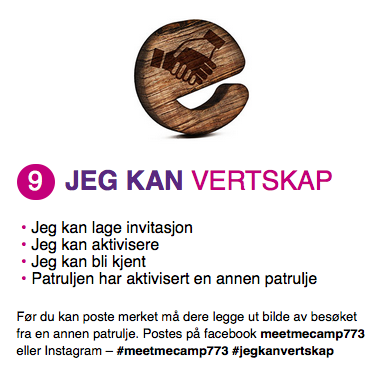 9 JEG KAN VERTSKAP
• Jeg kan lage invitasjon
• Jeg kan aktivisere
• Jeg kan bli kjent
• Patruljen har aktivisert en annen patrulje
Før du kan poste merket må dere legge ut bilde av besøket
fra en annen patrulje. Postes på facebook meetmecamp773
eller Instagram – #meetmecamp773 #jegkanvertskap